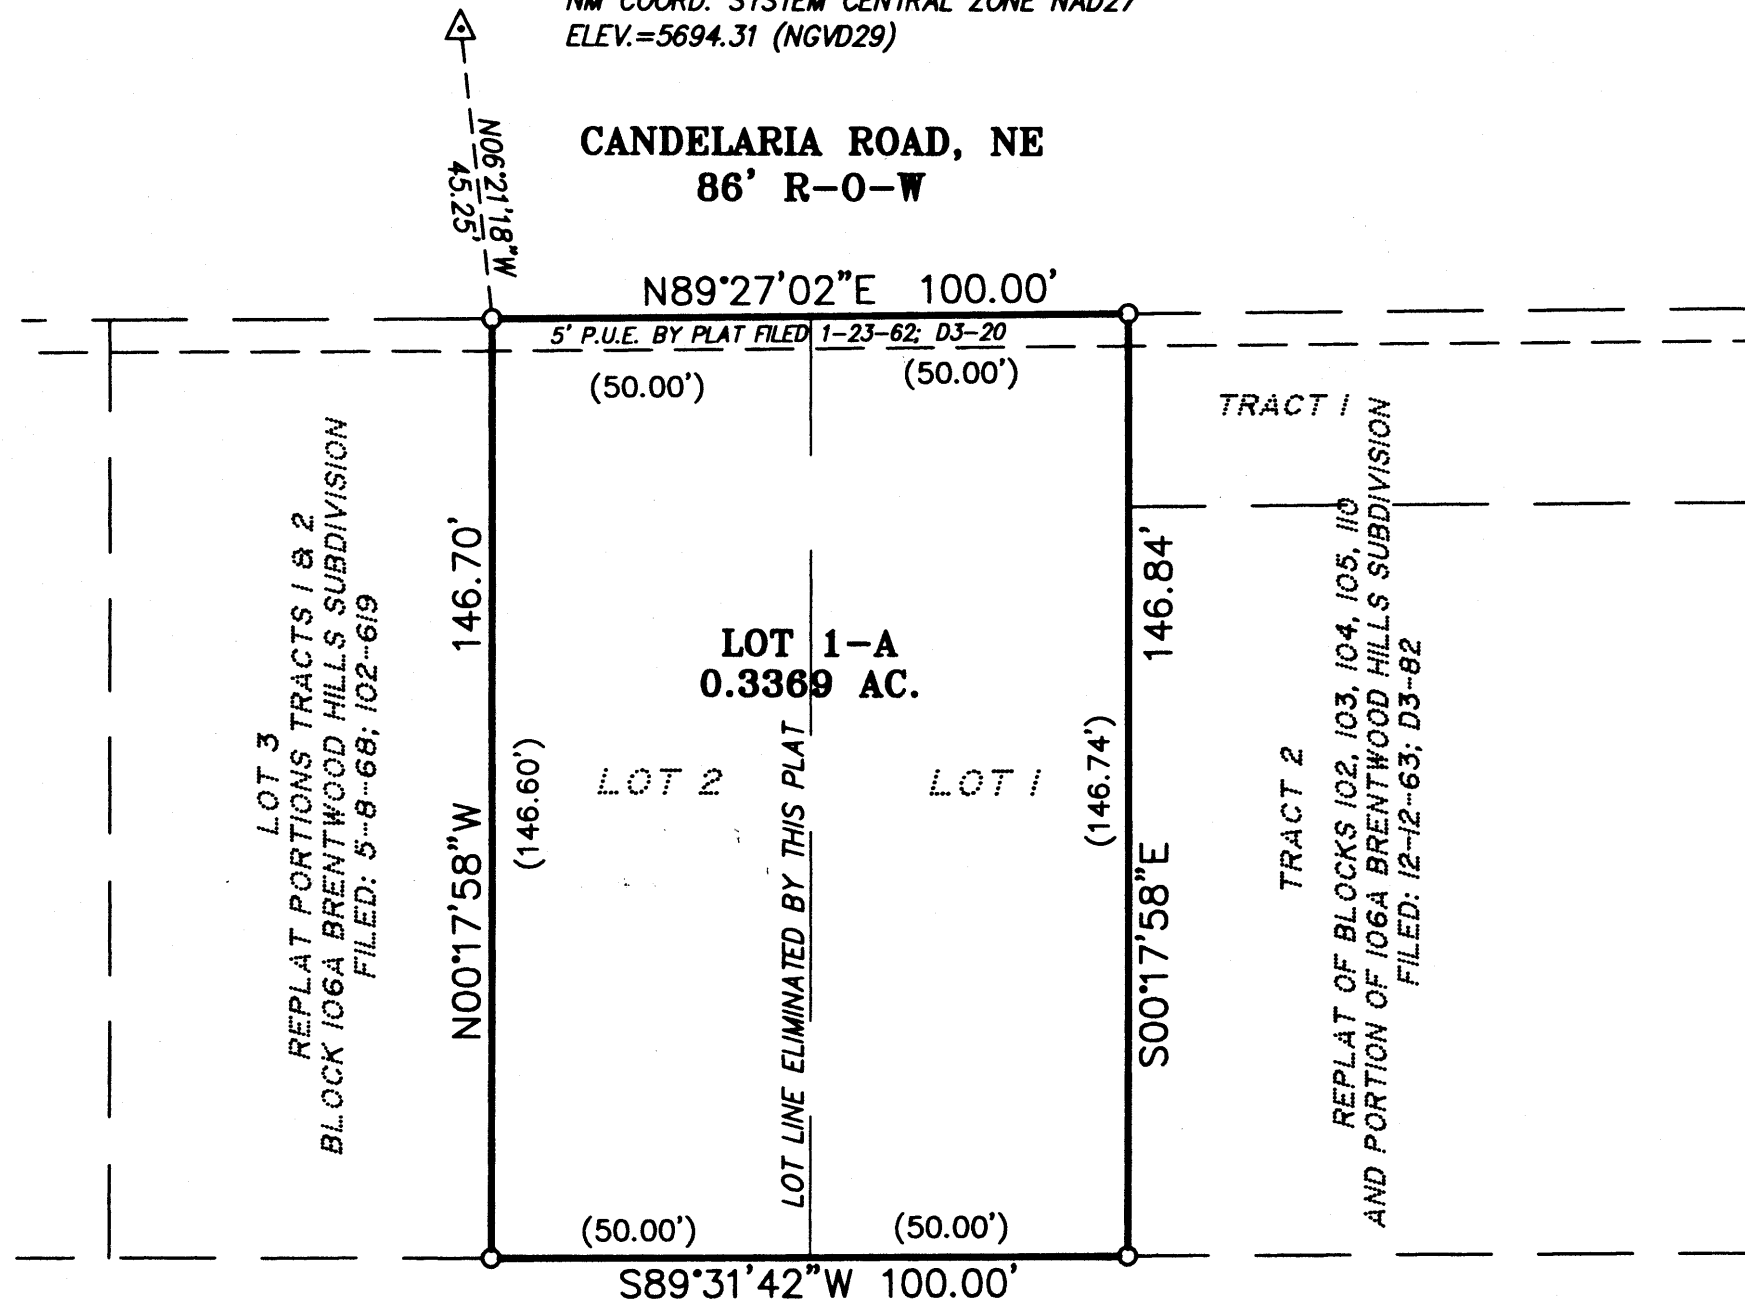 NM COORD. SYSTEM CENTRAL ZONE NAD27
ELEV.=5694.31 (NGVD29)
CANDELARIA ROAD, NE
86' R-O-W
N06°21'18"W
45.25'
N89°27'02"E 100.00'
5' P.U.E. BY PLAT FILED 1-23-62; D3-20
(50.00')
(50.00')
TRACT 1
LOT 3
REPLAT PORTIONS TRACTS 1 & 2
BLOCK 106A BRENTWOOD HILLS SUBDIVISION
FILED: 5-8-68; 102-619
N00°17'58"W 146.70'
(146.60')
LOT 1-A
0.3369 AC.
LOT 2
LOT LINE ELIMINATED BY THIS PLAT
LOT 1
(146.74')
S00°17'58"E 146.84'
TRACT 2
REPLAT OF BLOCKS 102, 103, 104, 105, 110
AND PORTION OF 106A BRENTWOOD HILLS SUBDIVISION
FILED: 12-12-63; D3-82
(50.00')
(50.00')
S89°31'42"W 100.00'